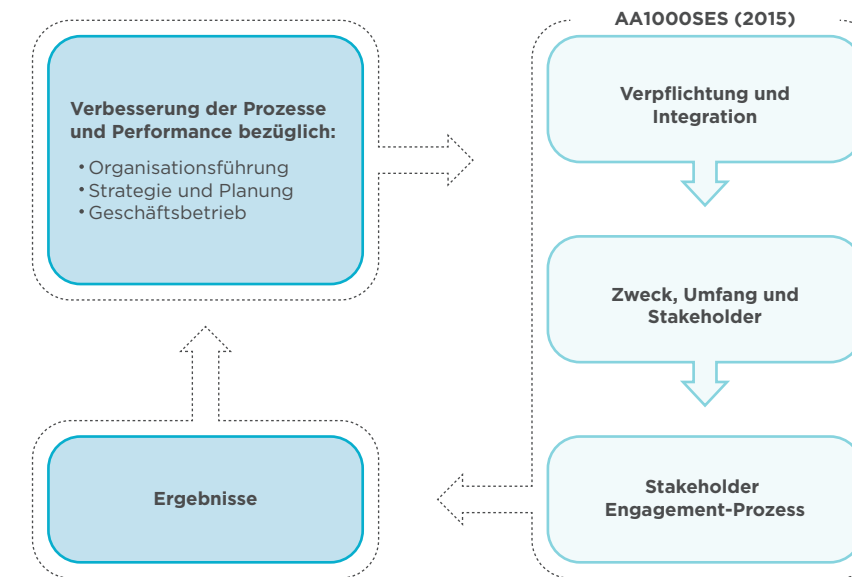 Verbesserung der Prozesse
und Performance bezüglich:
• Organisationsführung
• Strategie und Planung
• Geschäftsbetrieb
Ergebnisse
AA1000SES (2015)
Verpflichtung und
Integration
Zweck, Umfang und
Stakeholder
Stakeholder
Engagement-Prozess